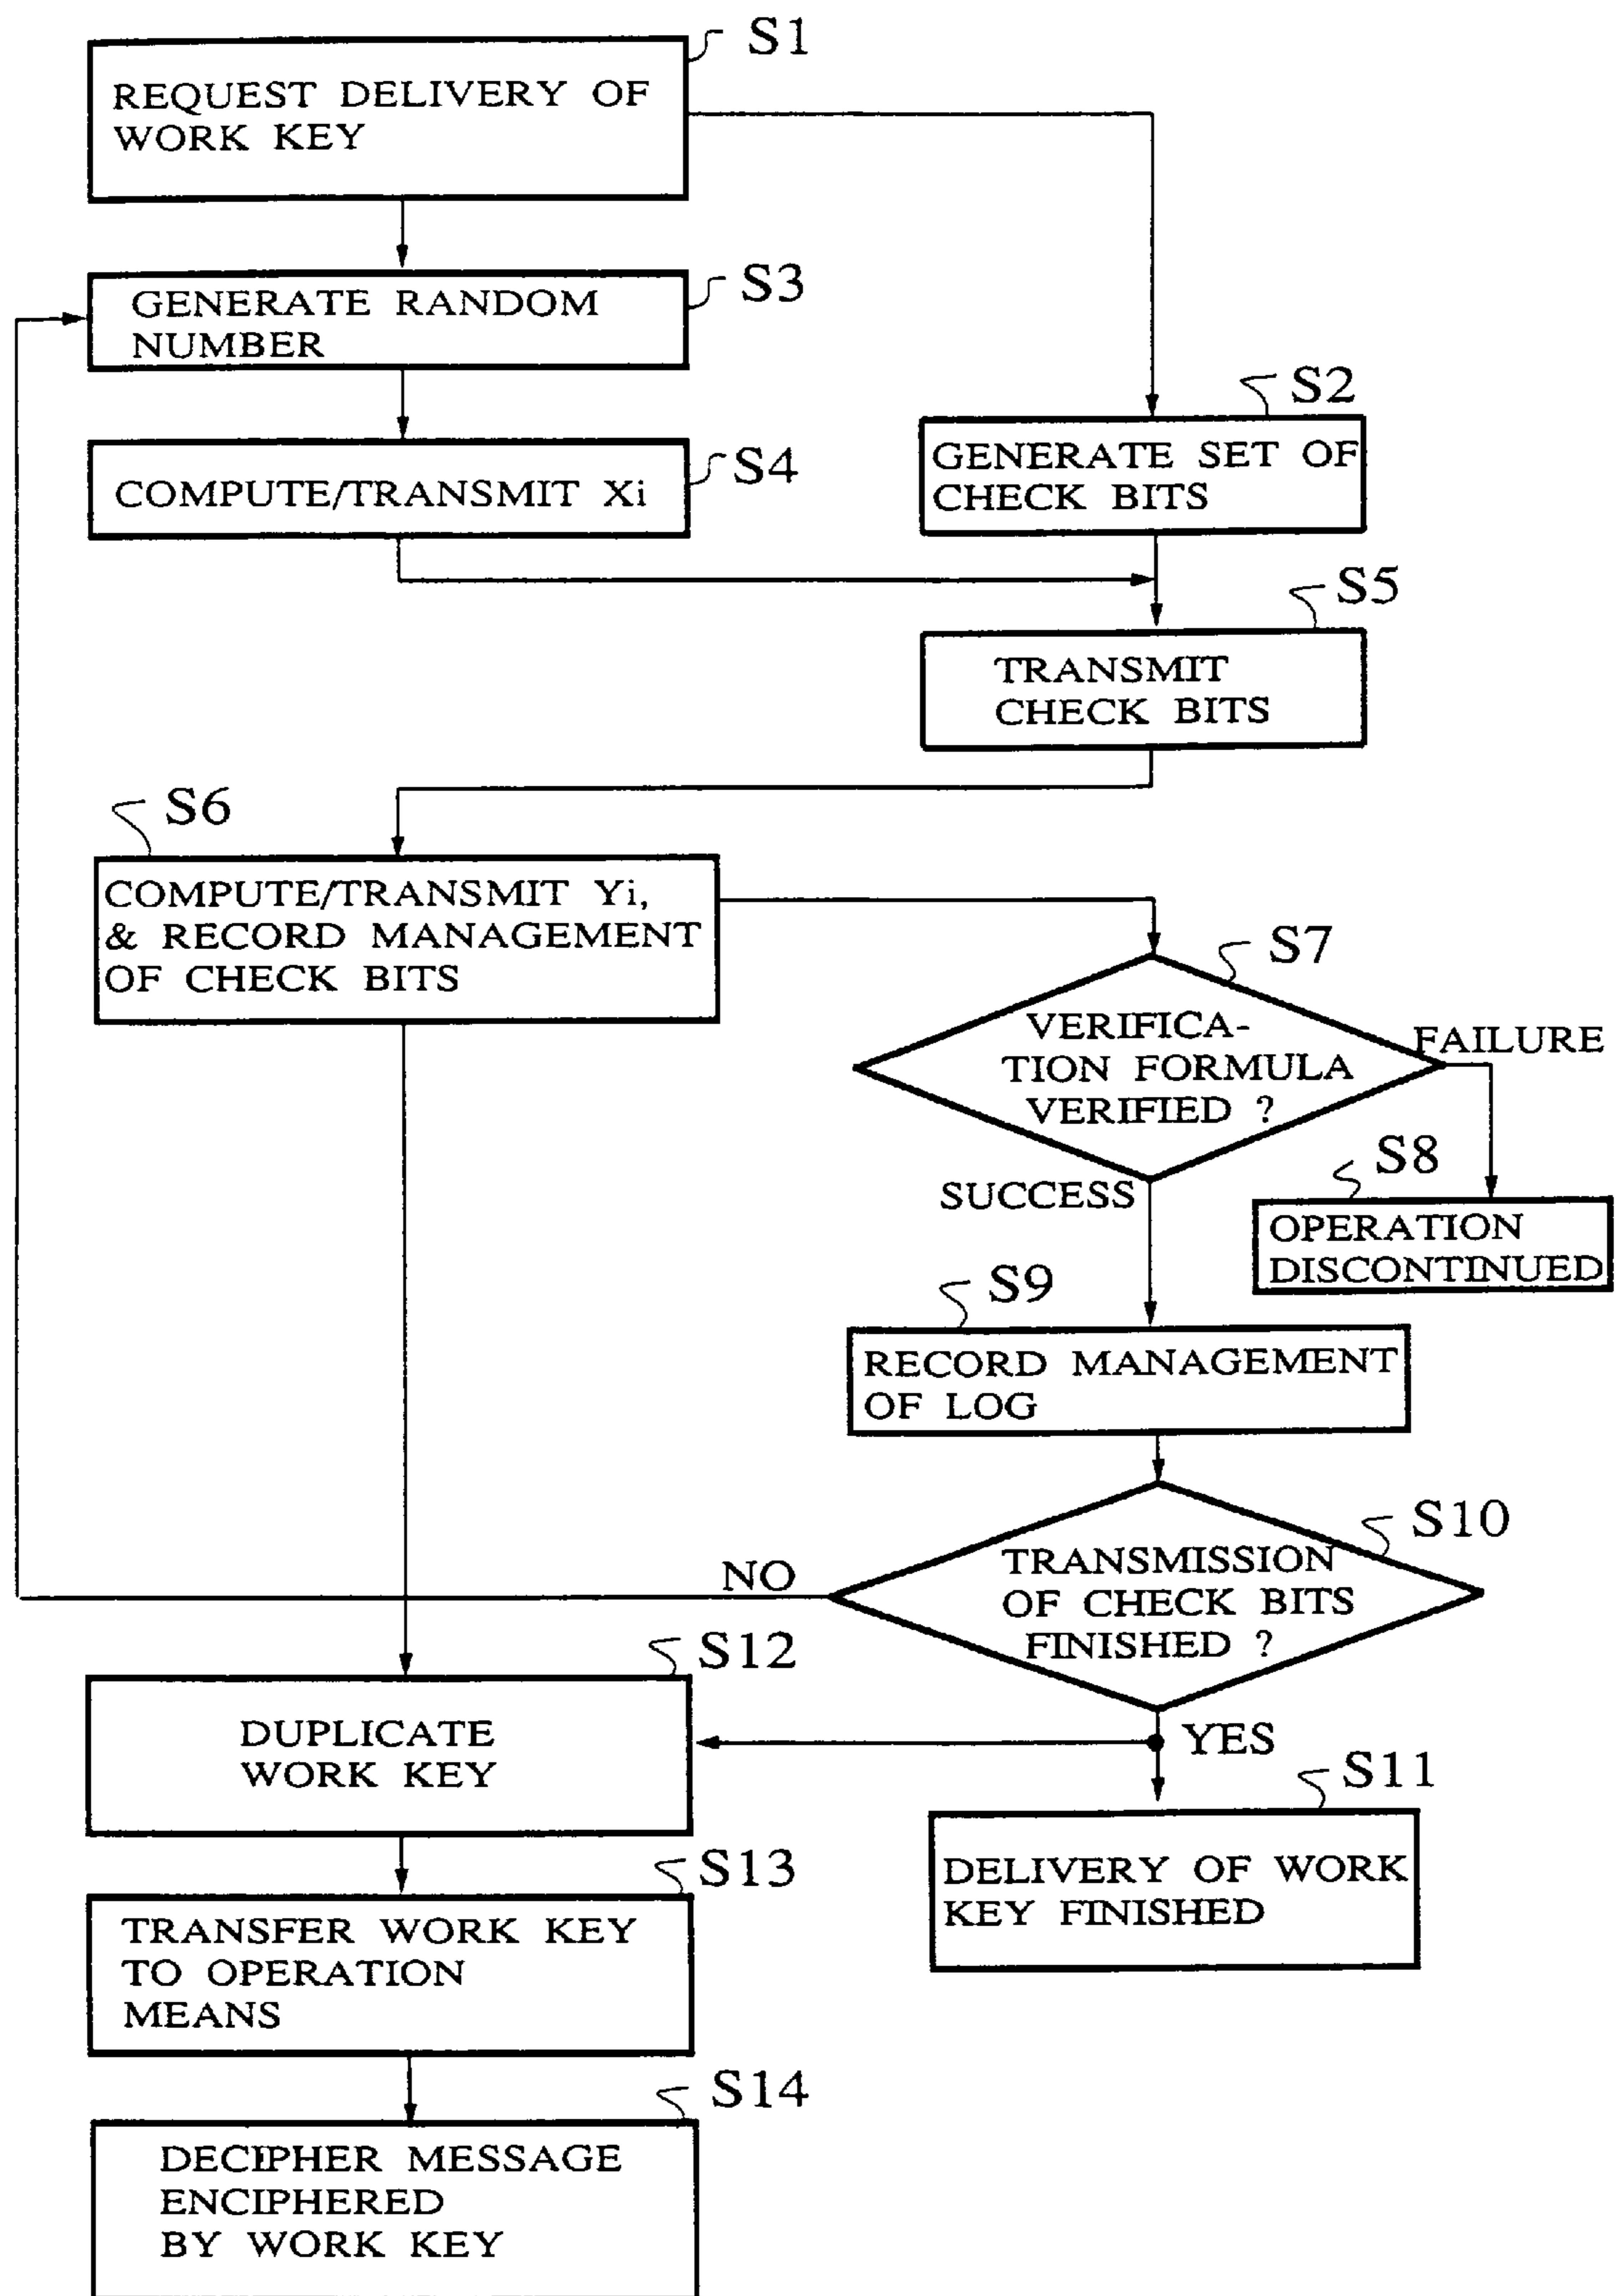 S1
REQUEST DELIVERY OF
WORK KEY
S3
GENERATE RANDOM
NUMBER
S2
GENERATE SET OF
CHECK BITS
S4
COMPUTE/TRANSMIT Xi
S5
TRANSMIT
CHECK BITS
S6
COMPUTE/TRANSMIT Yi,
& RECORD MANAGEMENT
OF CHECK BITS
S7
VERIFICA-
TION FORMULA
VERIFIED ?
FAILURE
SUCCESS
S8
OPERATION
DISCONTINUED
S9
RECORD MANAGEMENT
OF LOG
S10
TRANSMISSION
OF CHECK BITS
FINISHED ?
NO
YES
S12
DUPLICATE
WORK KEY
S11
DELIVERY OF WORK
KEY FINISHED
S13
TRANSFER WORK KEY
TO OPERATION
MEANS
S14
DECIPHER MESSAGE
ENCIPHERED
BY WORK KEY